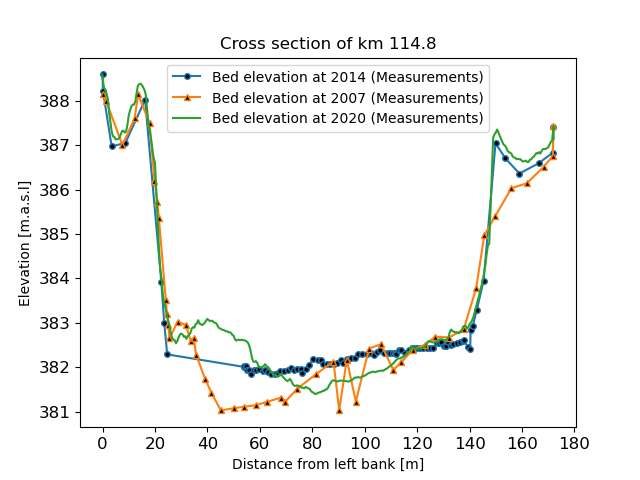 Cross section of km 114.8
Bed elevation at 2014 (Measurements)
Bed elevation at 2007 (Measurements)
Bed elevation at 2020 (Measurements)
Elevation [m.a.s.l]
388
387
386
385
384
383
382
381
0 20 40 60 80 100 120 140 160 180
Distance from left bank [m]